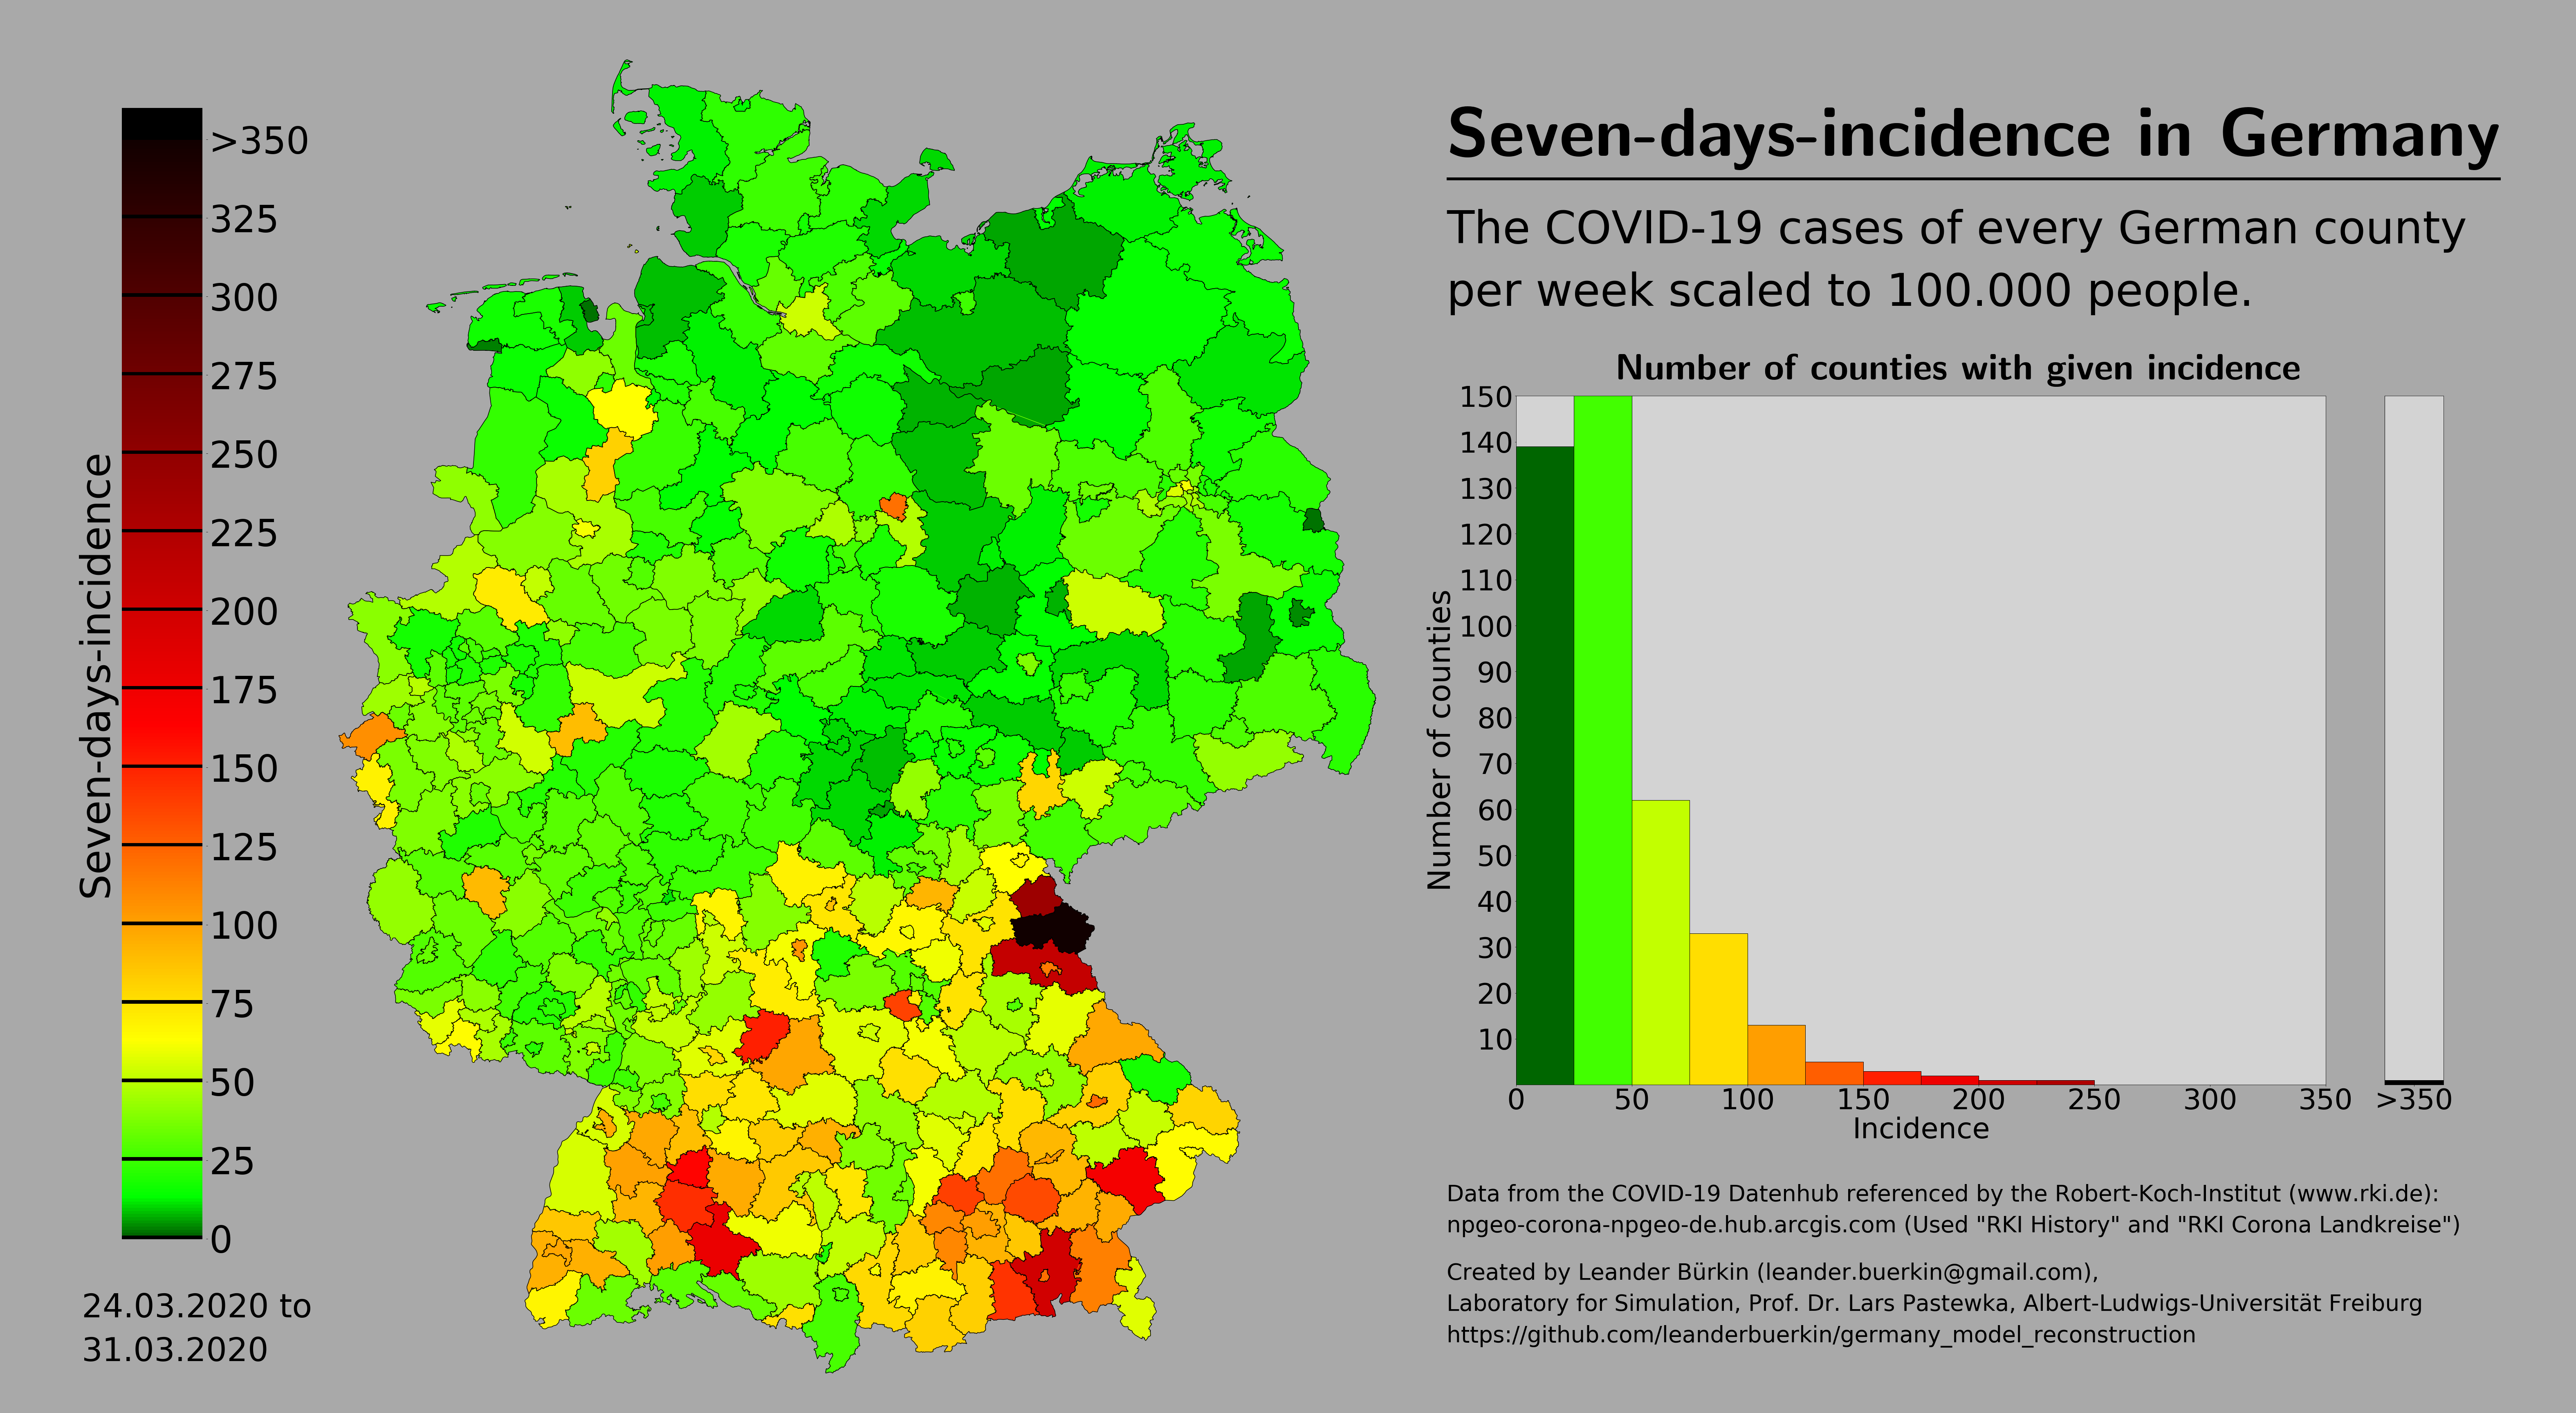 Seven-days-incidence in Germany
The COVID-19 cases of every German county
per week scaled to 100.000 people.
Seven-days-incidence
>350
325
300
275
250
225
200
175
150
125
100
75
50
25
0
24.03.2020 to
31.03.2020
Number of counties with given incidence
Number of counties
150
140
130
120
110
100
90
80
70
60
50
40
30
20
10
0 50 100 150 200 250 300 350 >350
Incidence
Data from the COVID-19 Datenhub referenced by the Robert-Koch-Institut (www.rki.de):
npgeo-corona-npgeo-de.hub.arcgis.com (Used "RKI History" and "RKI Corona Landkreise")
Created by Leander Bürkin (leander.buerkin@gmail.com),
Laboratory for Simulation, Prof. Dr. Lars Pastewka, Albert-Ludwigs-Universität Freiburg
https://github.com/leanderbuerkin/germany_model_reconstruction